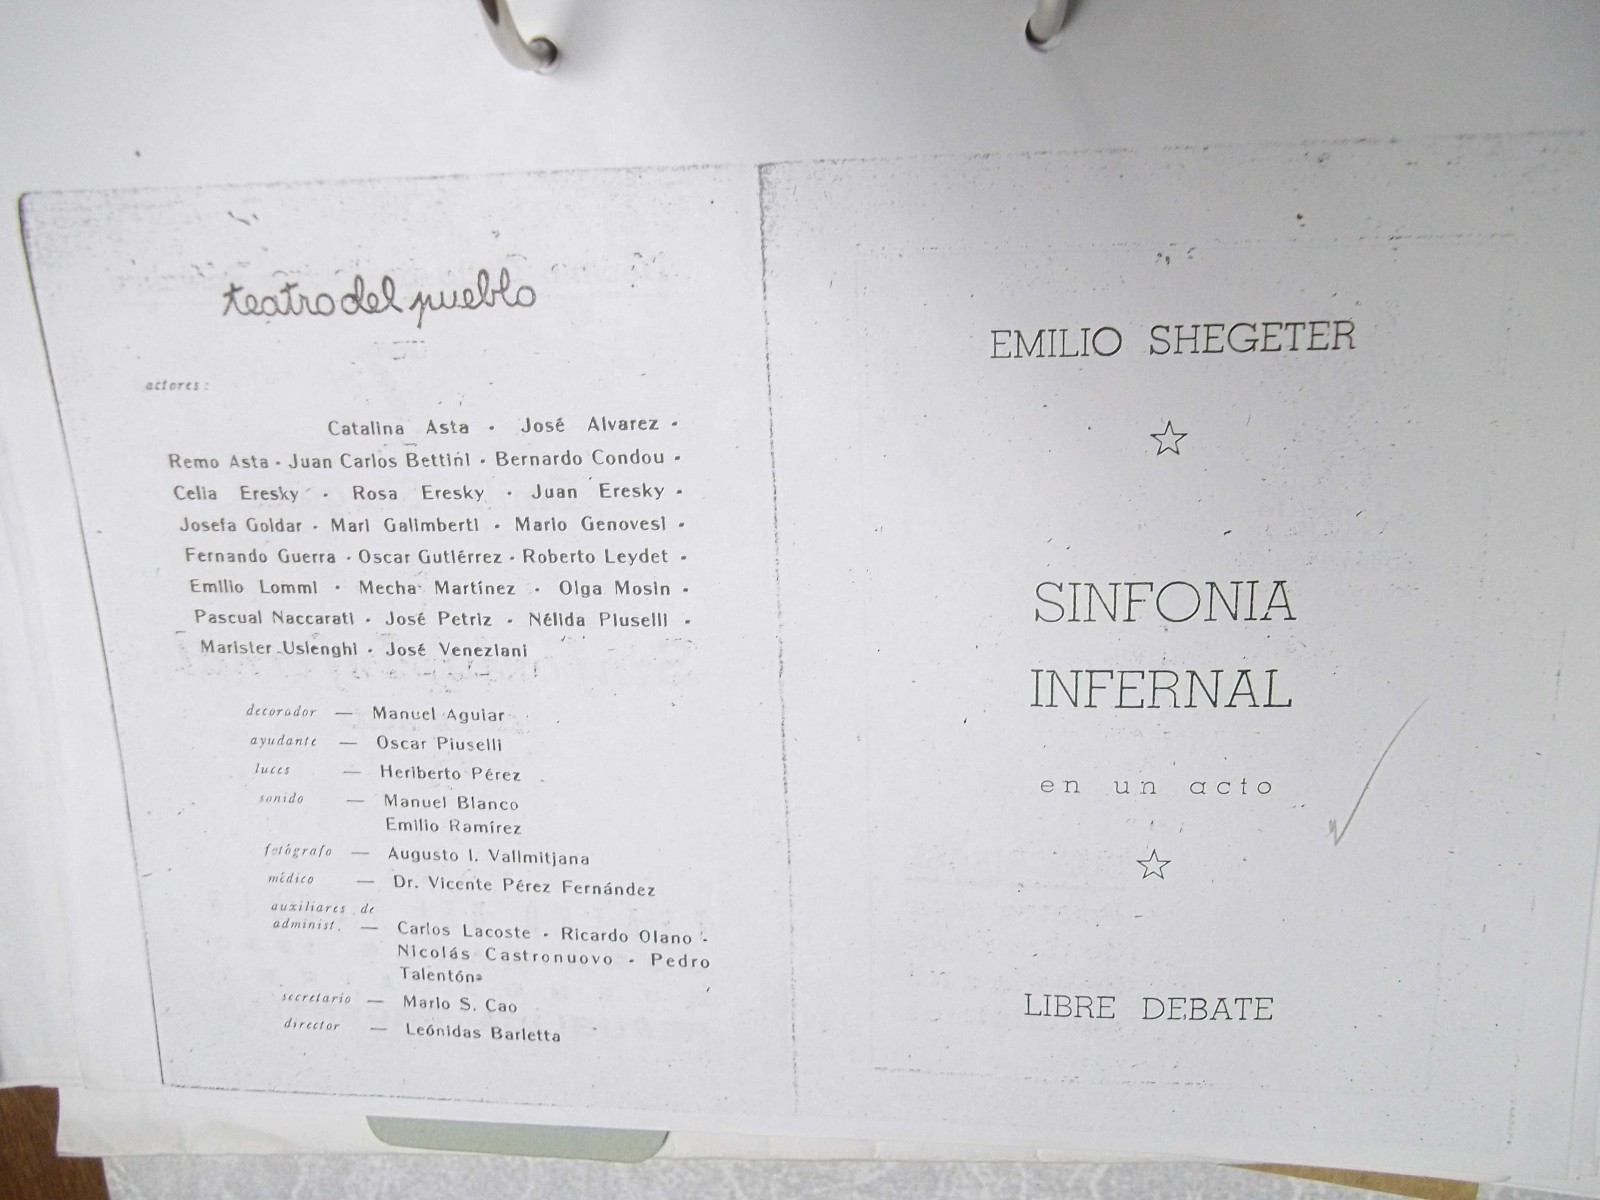 teatro del pueblo
actores:
Catalina Asta · José Alvarez ·
Remo Asta · Juan Carlos Bettini · Bernardo Condou ·
Celia Eresky · Rosa Eresky · Juan Eresky ·
Josefa Goldar · Mari Galimberti · Mario Genovesi ·
Fernando Guerra · Oscar Gutiérrez · Roberto Leydet ·
Emilio Lommi · Mecha Martínez · Olga Mosin ·
Pascual Naccarati · José Petriz · Nélida Piuselli ·
Marister Uslenghi · José Veneziani
decorador — Manuel Aguiar
ayudante — Oscar Piuselli
luces — Heriberto Pérez
sonido — Manuel Blanco
Emilio Ramírez
fotógrafo — Augusto I. Vallmitjana
médico — Dr. Vicente Pérez Fernández
auxiliares de
administ. — Carlos Lacoste · Ricardo Olano ·
Nicolás Castronuovo · Pedro
Talentón
secretario — Mario S. Cao
director — Leónidas Barletta
EMILIO SHEGETER
SINFONIA
INFERNAL
en un acto
LIBRE DEBATE